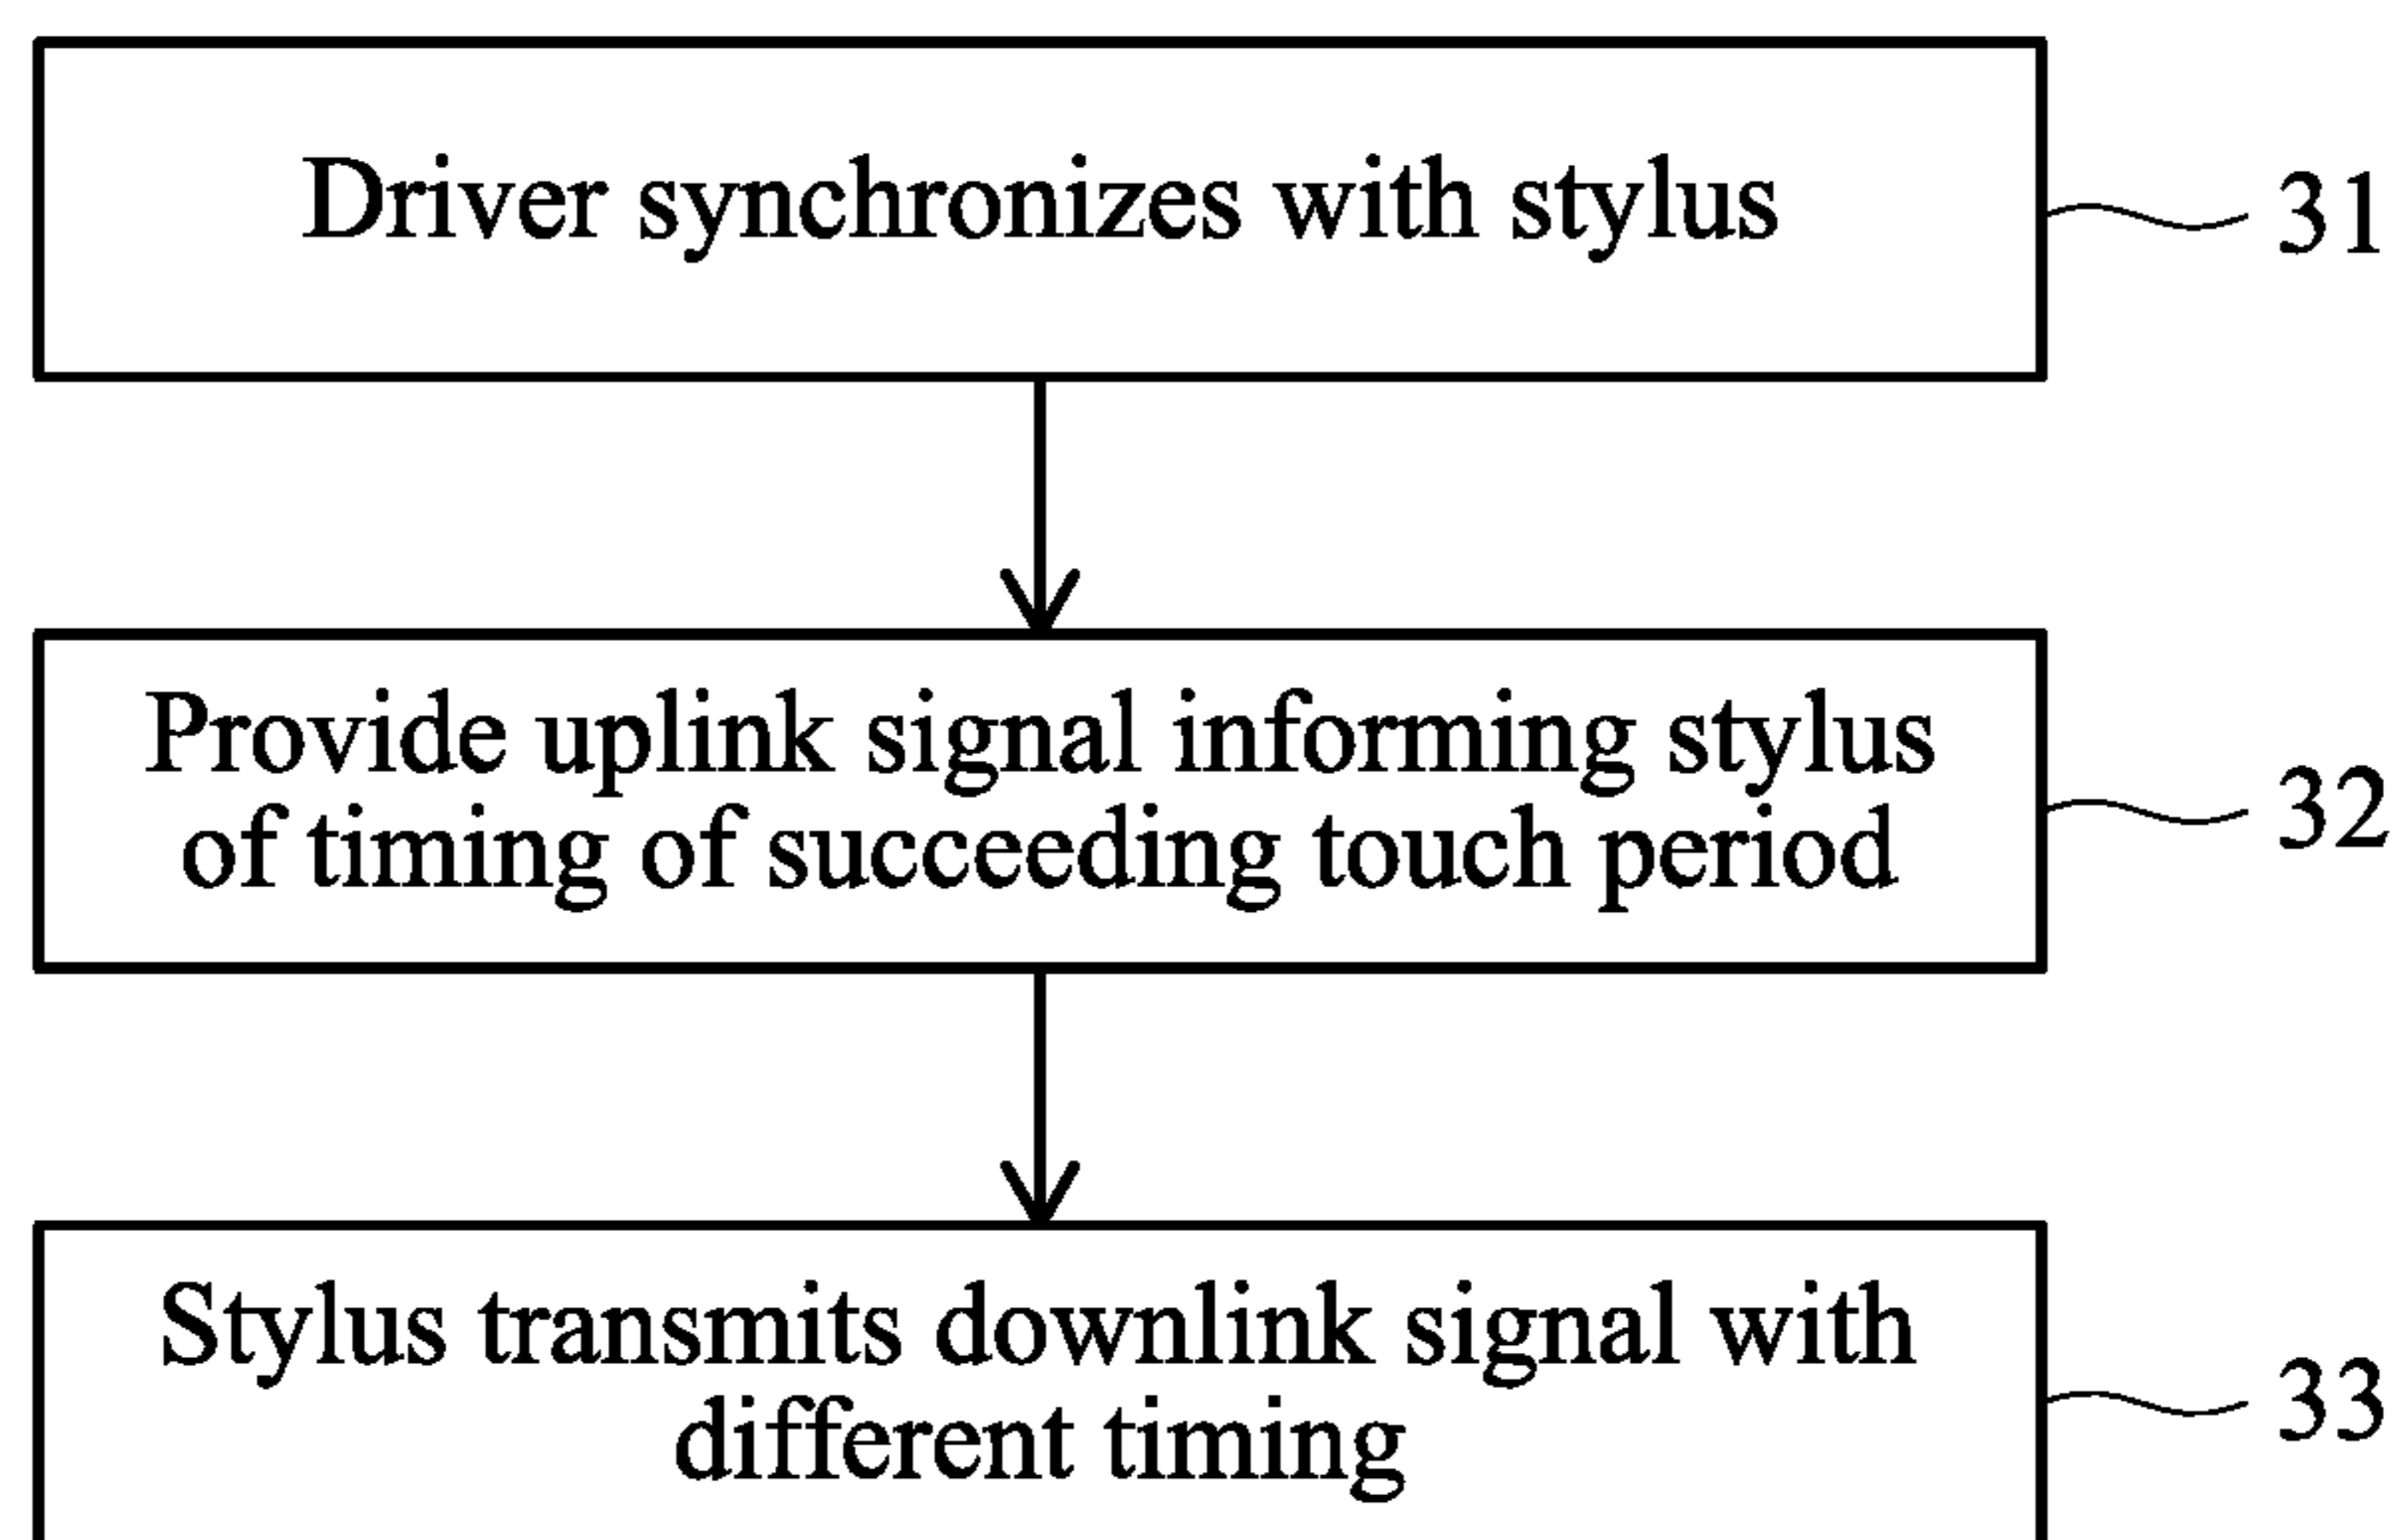 Driver synchronizes with stylus
31
Provide uplink signal informing stylus
of timing of succeeding touch period
32
Stylus transmits downlink signal with
different timing
33